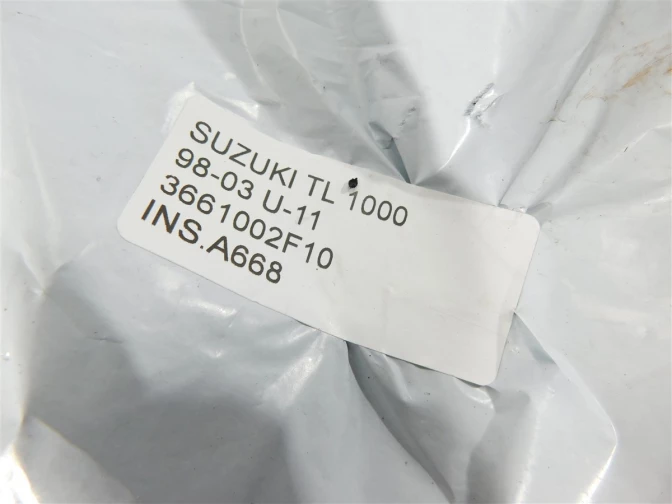 SUZUKI TL 1000
98-03 U-11
3661002F10
INS.A668